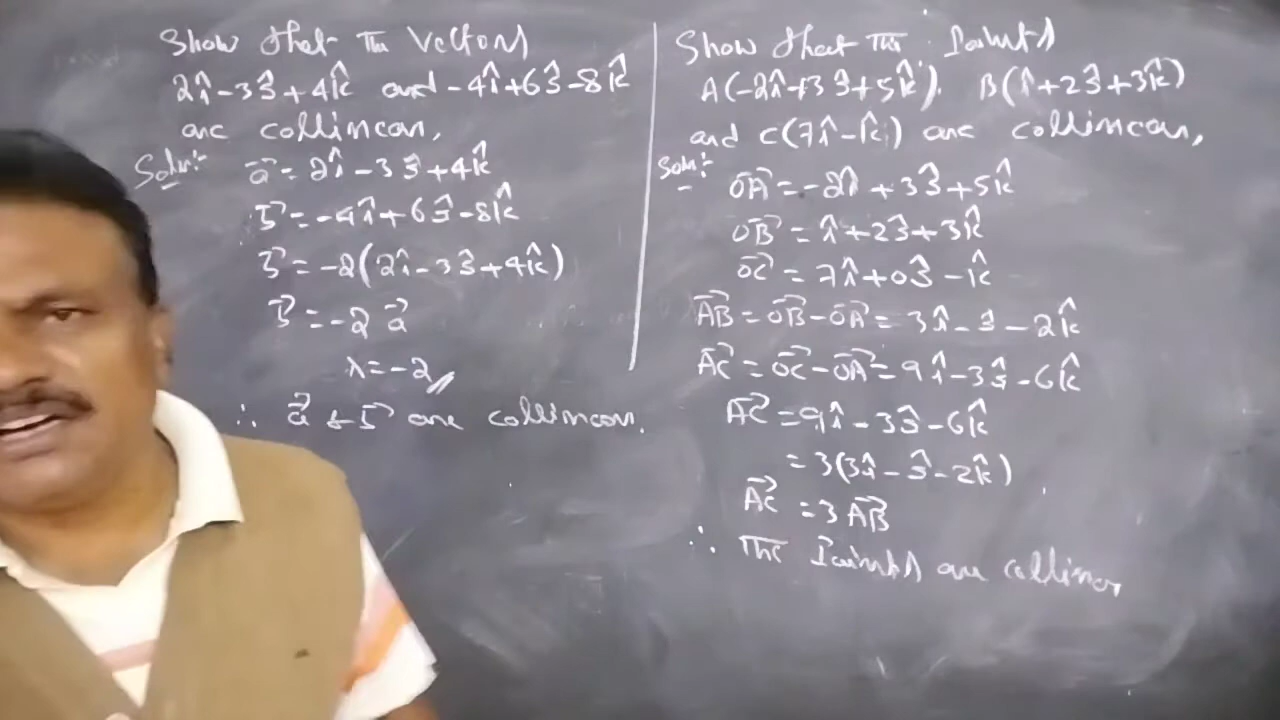 Show that the Vectors
2î-3ĵ+4k̂ and -4î+6ĵ-8k̂
are collinear,
Soln:-
a⃗ = 2î-3ĵ+4k̂
b⃗ = -4î+6ĵ-8k̂
b⃗ = -2(2î-3ĵ+4k̂)
b⃗ = -2 a⃗
λ = -2
∴ a⃗ & b⃗ are collinear.
Show that the Points
A(-2î+3ĵ+5k̂). B(î+2ĵ+3k̂)
and C(7î-k̂) are collinear,
Soln:-
OA⃗ = -2î+3ĵ+5k̂
OB⃗ = î+2ĵ+3k̂
OC⃗ = 7î+0ĵ-k̂
AB⃗ = OB⃗-OA⃗ = 3î-ĵ-2k̂
AC⃗ = OC⃗-OA⃗ = 9î-3ĵ-6k̂
AC⃗ = 9î-3ĵ-6k̂
= 3(3î-ĵ-2k̂)
AC⃗ = 3 AB⃗
∴ The Points are collinear